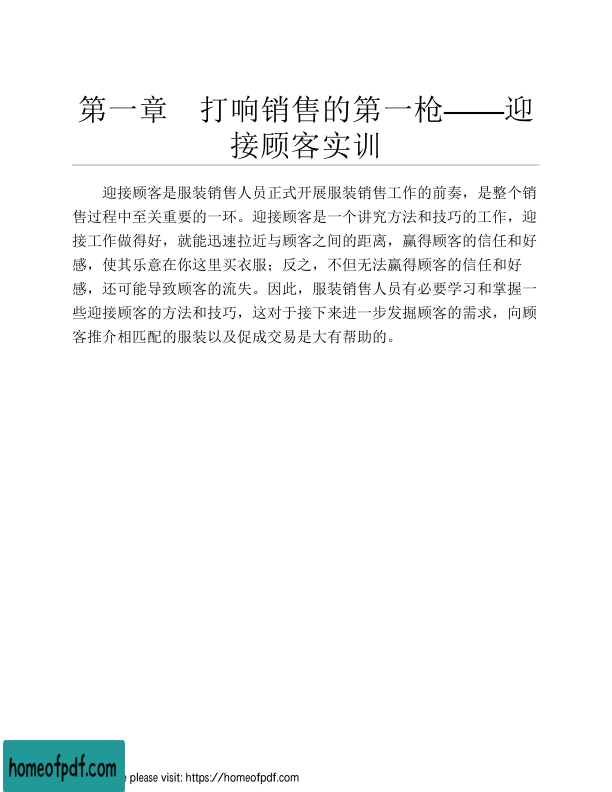 第一章　打响销售的第一枪——迎
接顾客实训
迎接顾客是服装销售人员正式开展服装销售工作的前奏，是整个销
售过程中至关重要的一环。迎接顾客是一个讲究方法和技巧的工作，迎
接工作做得好，就能迅速拉近与顾客之间的距离，赢得顾客的信任和好
感，使其乐意在你这里买衣服；反之，不但无法赢得顾客的信任和好
感，还可能导致顾客的流失。因此，服装销售人员有必要学习和掌握一
些迎接顾客的方法和技巧，这对于接下来进一步发掘顾客的需求，向顾
客推介相匹配的服装以及促成交易是大有帮助的。
homeofpdf.com
please visit: https://homeofpdf.com